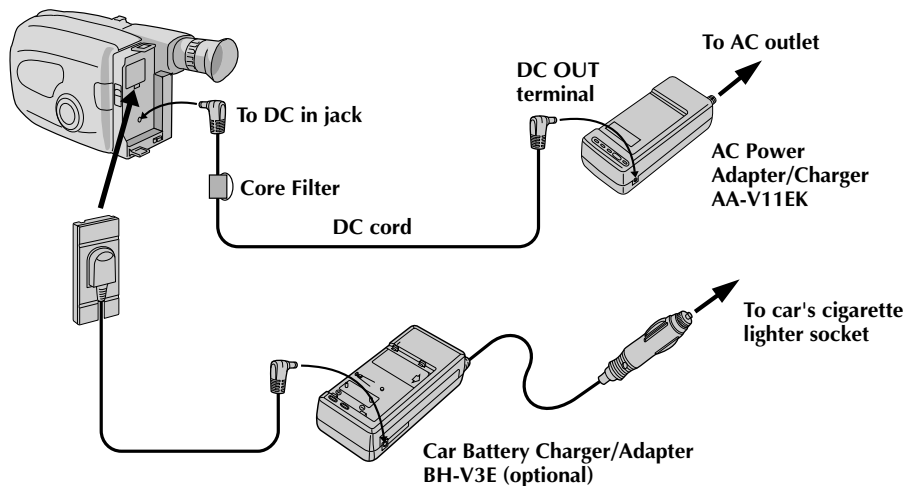 To AC outlet
DC OUT
terminal
To DC in jack
AC Power
Adapter/Charger
AA-V11EK
Core Filter
DC cord
To car's cigarette
lighter socket
Car Battery Charger/Adapter
BH-V3E (optional)